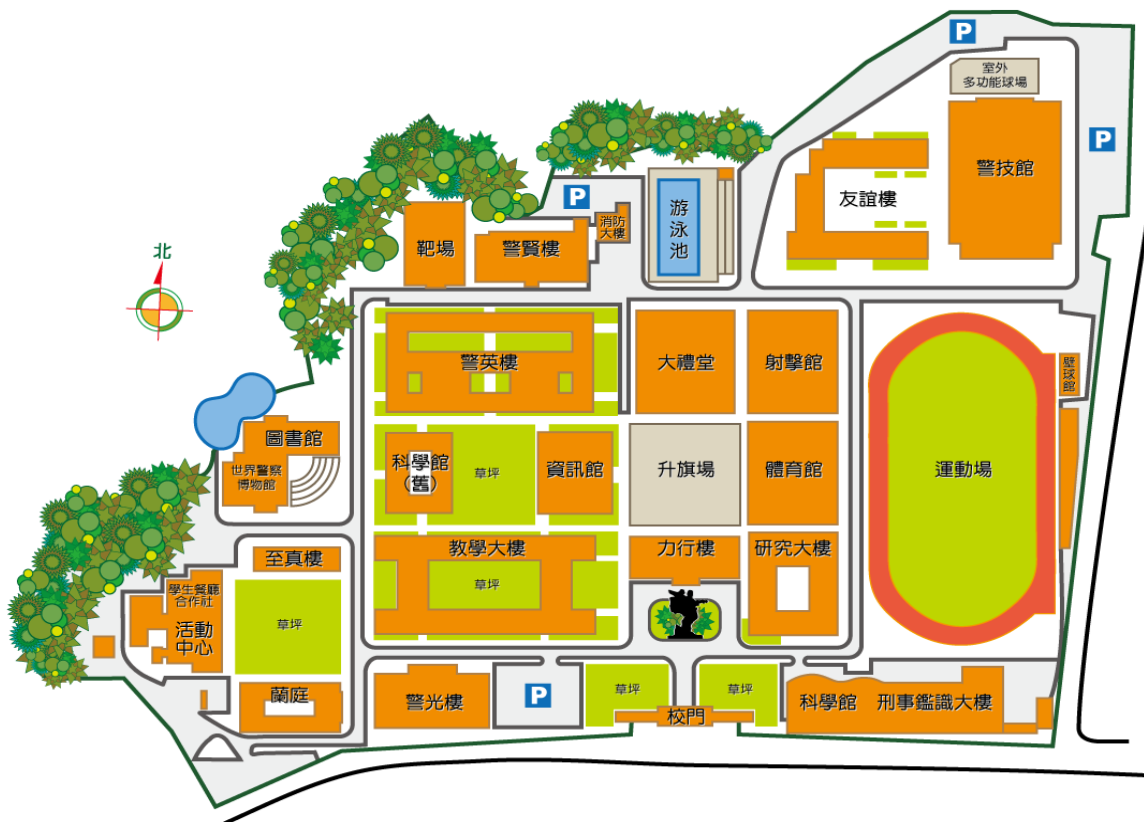 P
室外
多功能球場
P
警技館
友誼樓
P
游泳池
消防
大樓
靶場
警賢樓
北
警英樓
大禮堂
射擊館
壁球館
圖書館
世界警察
博物館
科學館
(舊)
草坪
資訊館
升旗場
體育館
運動場
教學大樓
草坪
力行樓
研究大樓
至真樓
學生餐廳
合作社
活動
中心
草坪
蘭庭
警光樓
P
草坪
草坪
校門
科學館 刑事鑑識大樓